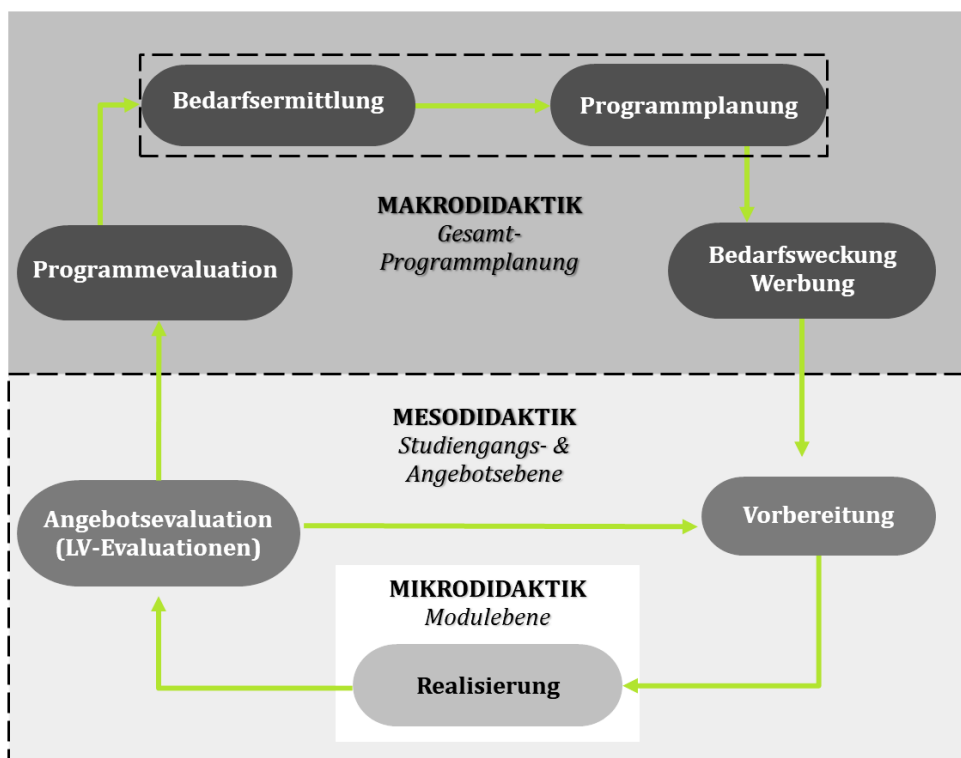 Bedarfsermittlung
Programmplanung
MAKRODIDAKTIK
Gesamt-
Programmplanung
Programmevaluation
Bedarfsweckung
Werbung
MESODIDAKTIK
Studiengangs- &
Angebotsebene
Angebotsevaluation
(LV-Evaluationen)
Vorbereitung
MIKRODIDAKTIK
Modulebene
Realisierung